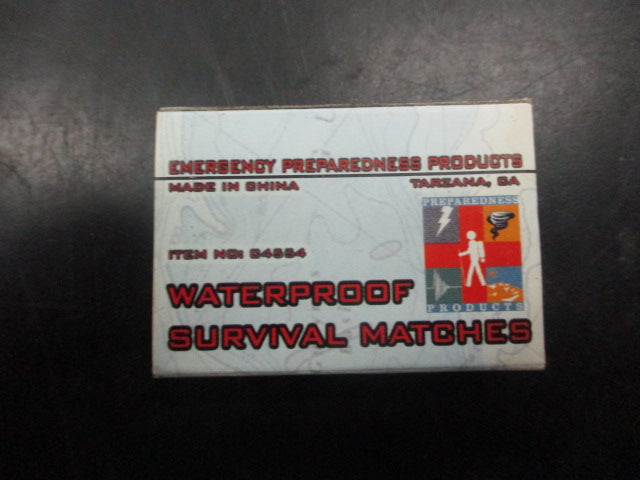 EMERGENCY PREPAREDNESS PRODUCTS
MADE IN CHINA TARZANA, CA
PREPAREDNESS
ITEM NO: 54554
WATERPROOF
PRODUCTS
SURVIVAL MATCHES